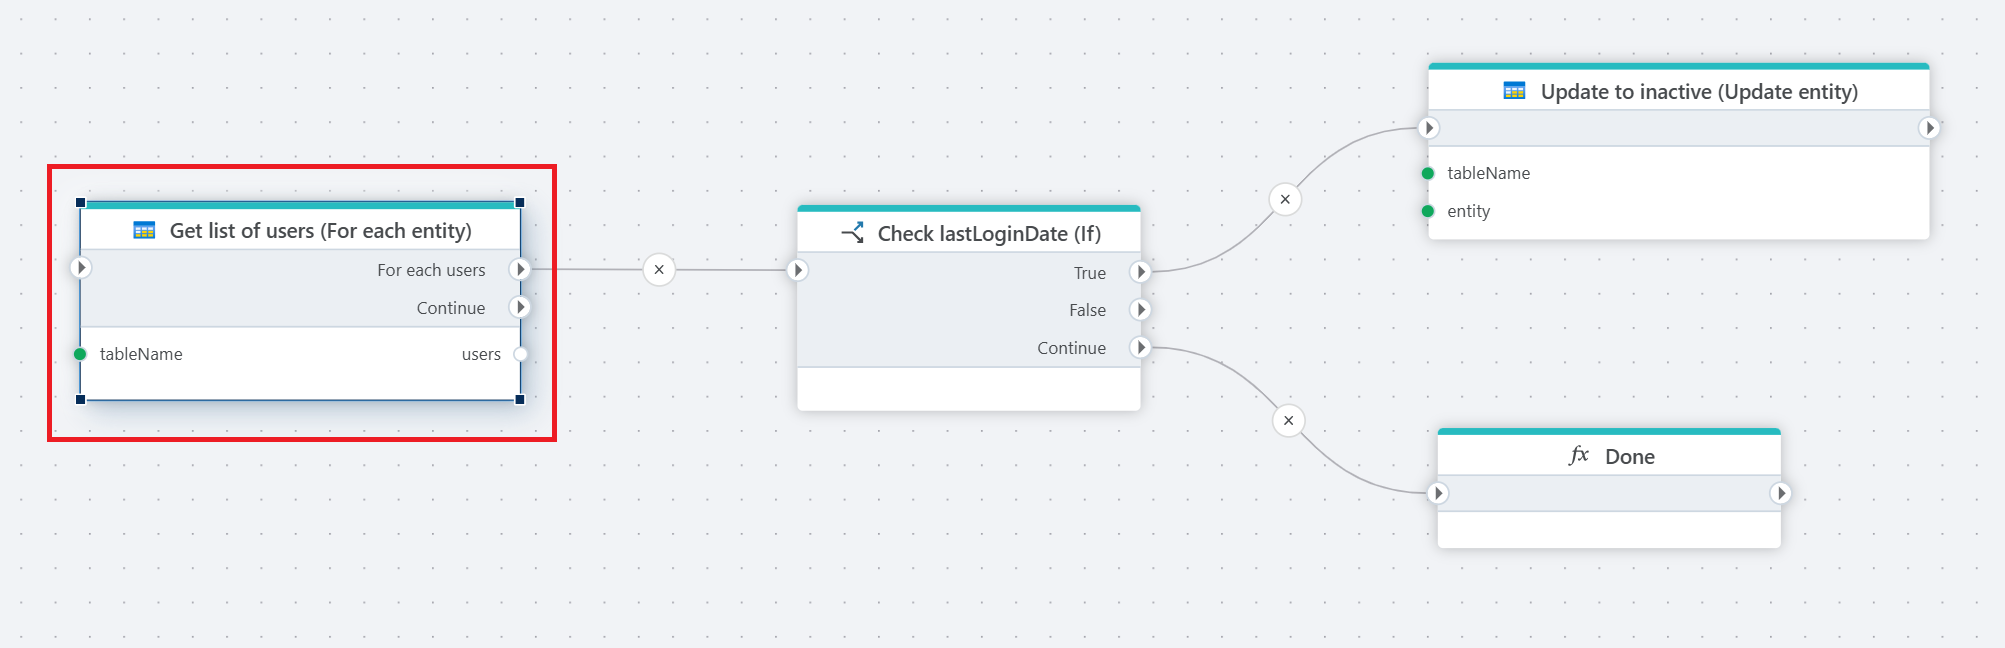 Get list of users (For each entity)
For each users
Continue
tableName
users
Check lastLoginDate (If)
True
False
Continue
Update to inactive (Update entity)
tableName
entity
fx Done